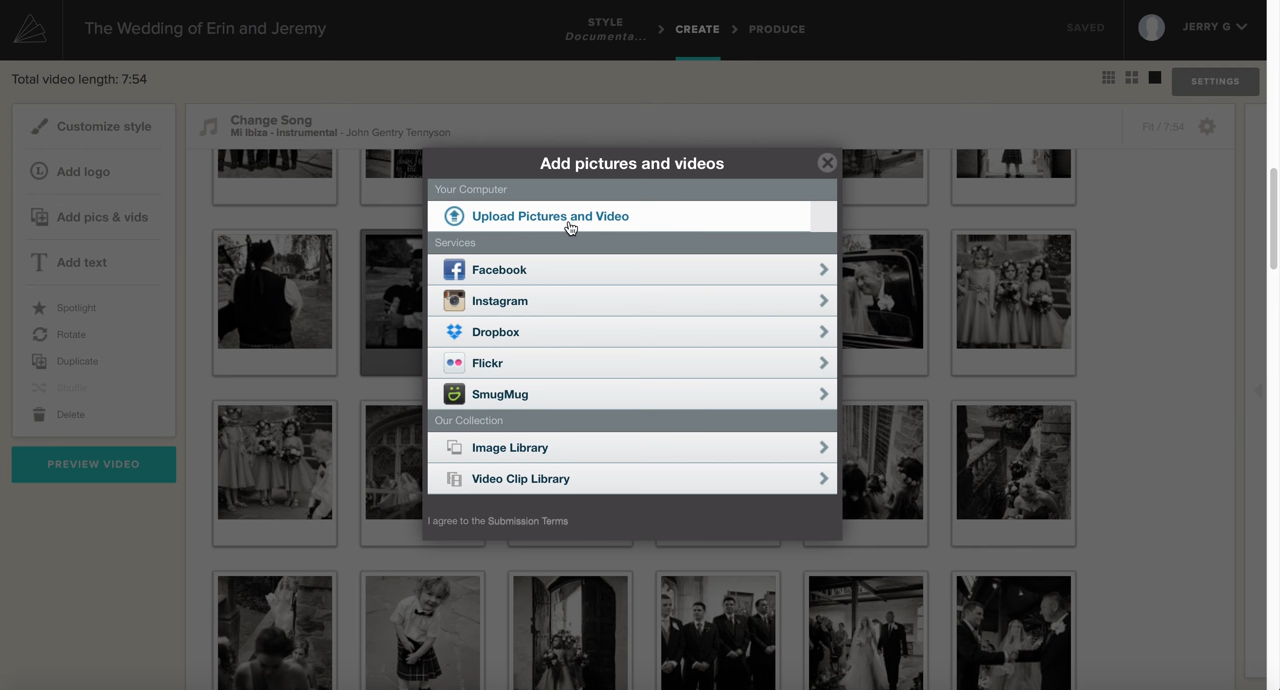 The Wedding of Erin and Jeremy
STYLE
Documenta...
CREATE
PRODUCE
SAVED
JERRY G
Total video length: 7:54
SETTINGS
Customize style
Add logo
Add pics & vids
Add text
Spotlight
Rotate
Duplicate
Shuffle
Delete
PREVIEW VIDEO
Change Song
Mi Ibiza - instrumental - John Gentry Tennyson
Fit / 7:54
Add pictures and videos
Your Computer
Upload Pictures and Video
Services
Facebook
Instagram
Dropbox
Flickr
SmugMug
Our Collection
Image Library
Video Clip Library
I agree to the Submission Terms